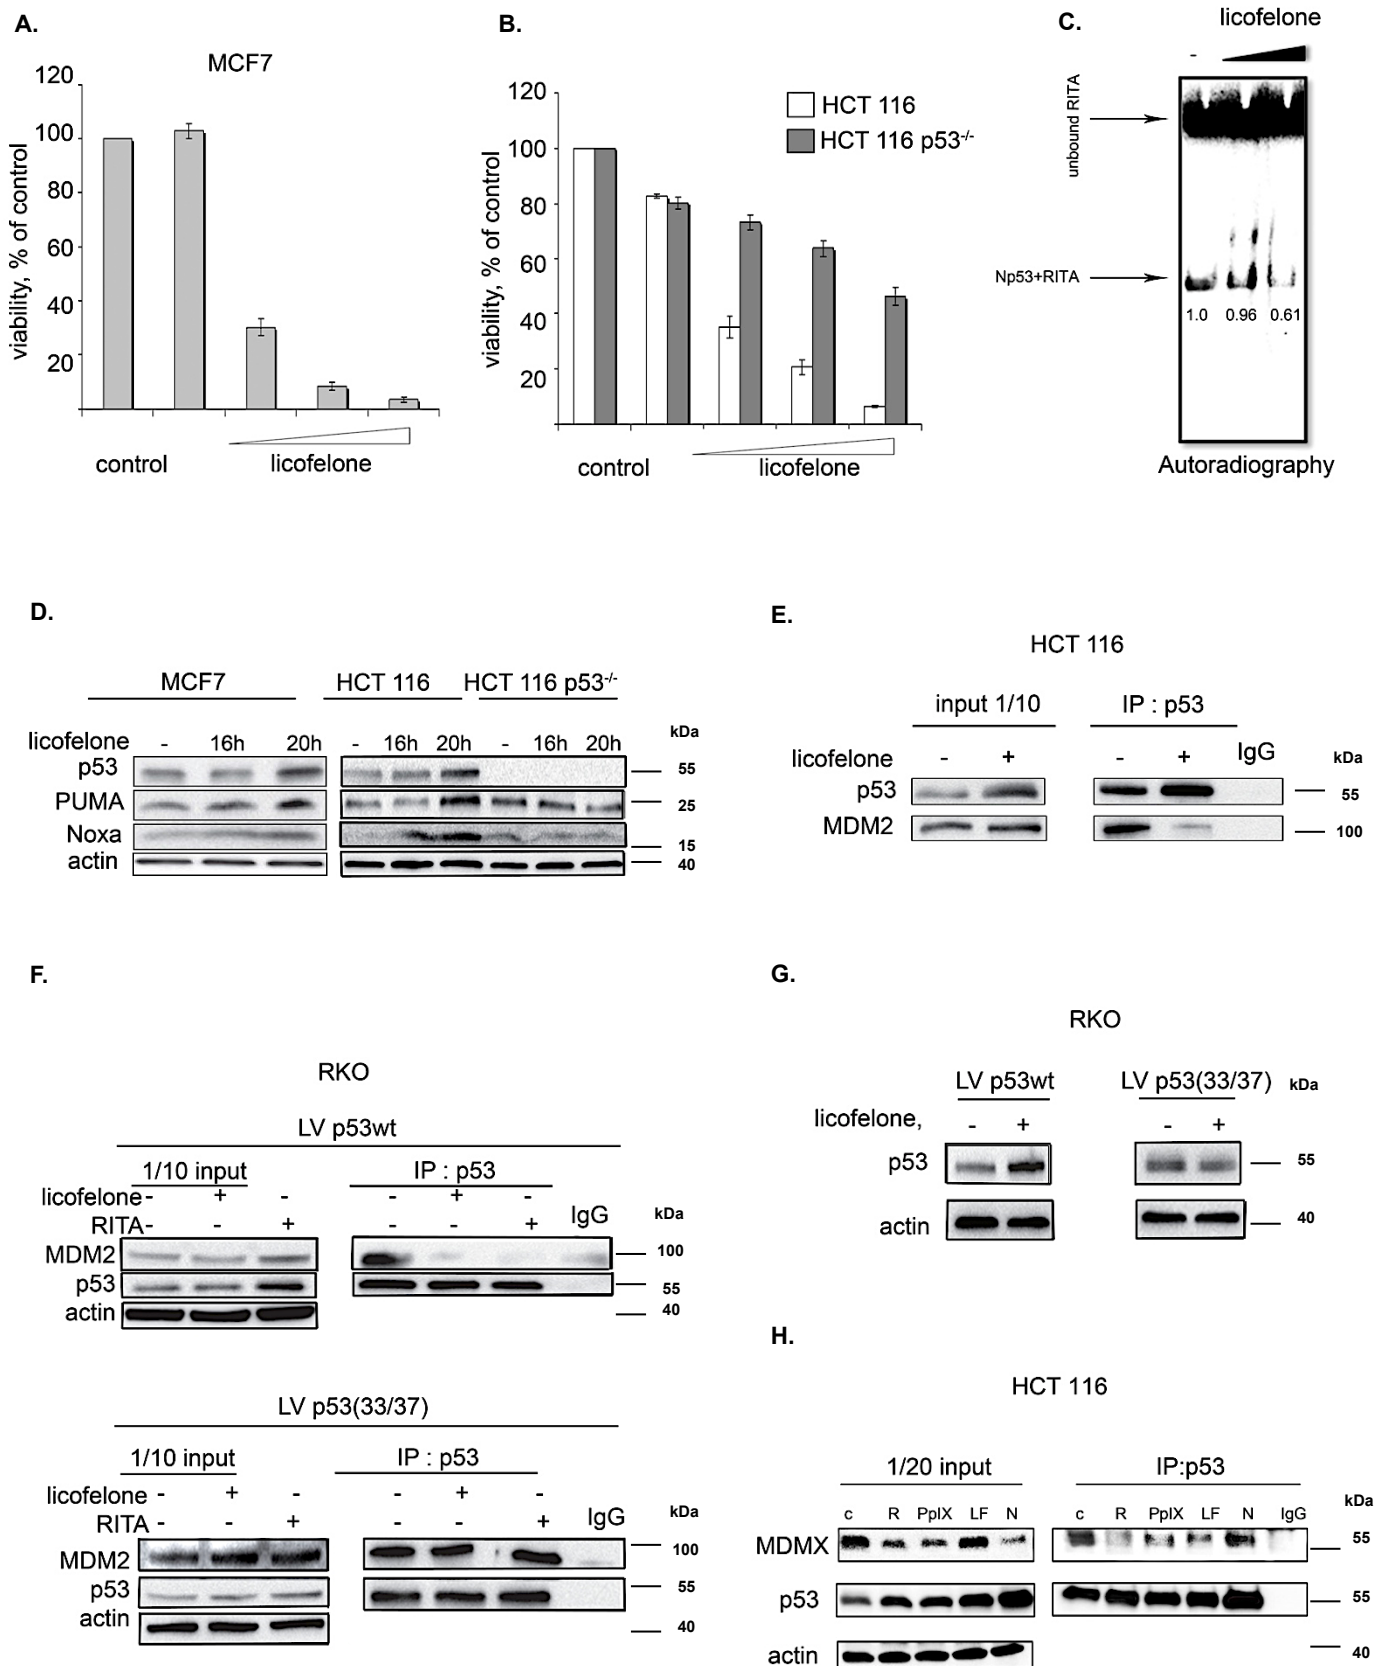 A.
MCF7
viability, % of control
120
100
80
60
40
20
control
licofelone
B.
viability, % of control
120
100
80
60
40
20
HCT 116
HCT 116 p53-/-
control
licofelone
C.
licofelone
-
unbound RITA
Np53+RITA
1.0 0.96 0.61
Autoradiography
D.
MCF7 HCT 116 HCT 116 p53-/-
kDa
licofelone - 16h 20h - 16h 20h - 16h 20h
p53 55
PUMA 25
Noxa 15
actin 40
E.
HCT 116
input 1/10 IP : p53
licofelone - + - + IgG kDa
p53 55
MDM2 100
F.
RKO
LV p53wt
1/10 input IP : p53
licofelone - + - - + -
RITA - - + - - + IgG kDa
MDM2 100
p53 55
actin 40
LV p53(33/37)
1/10 input IP : p53
licofelone - + - - + -
RITA - - + - - + IgG kDa
MDM2 100
p53 55
actin 40
G.
RKO
LV p53wt LV p53(33/37) kDa
licofelone, - + - +
p53 55
actin 40
H.
HCT 116
1/20 input IP:p53
c R PpIX LF N c R PpIX LF N IgG kDa
MDMX 55
p53 55
actin 40